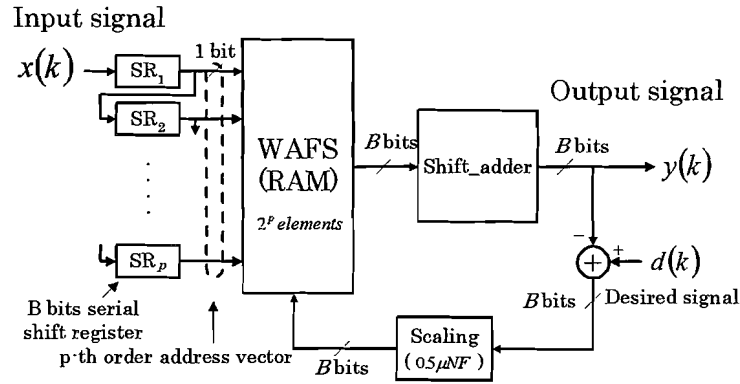 Input signal
x(k)
SR₁
1 bit
SR₂
SRₚ
WAFS
(RAM)
2ᵖ elements
B bits
Shift_adder
Output signal
B bits
y(k)
−
+
+
d(k)
B bits
Desired signal
Scaling
(0.5μNF)
B bits
B bits serial
shift register
p-th order address vector